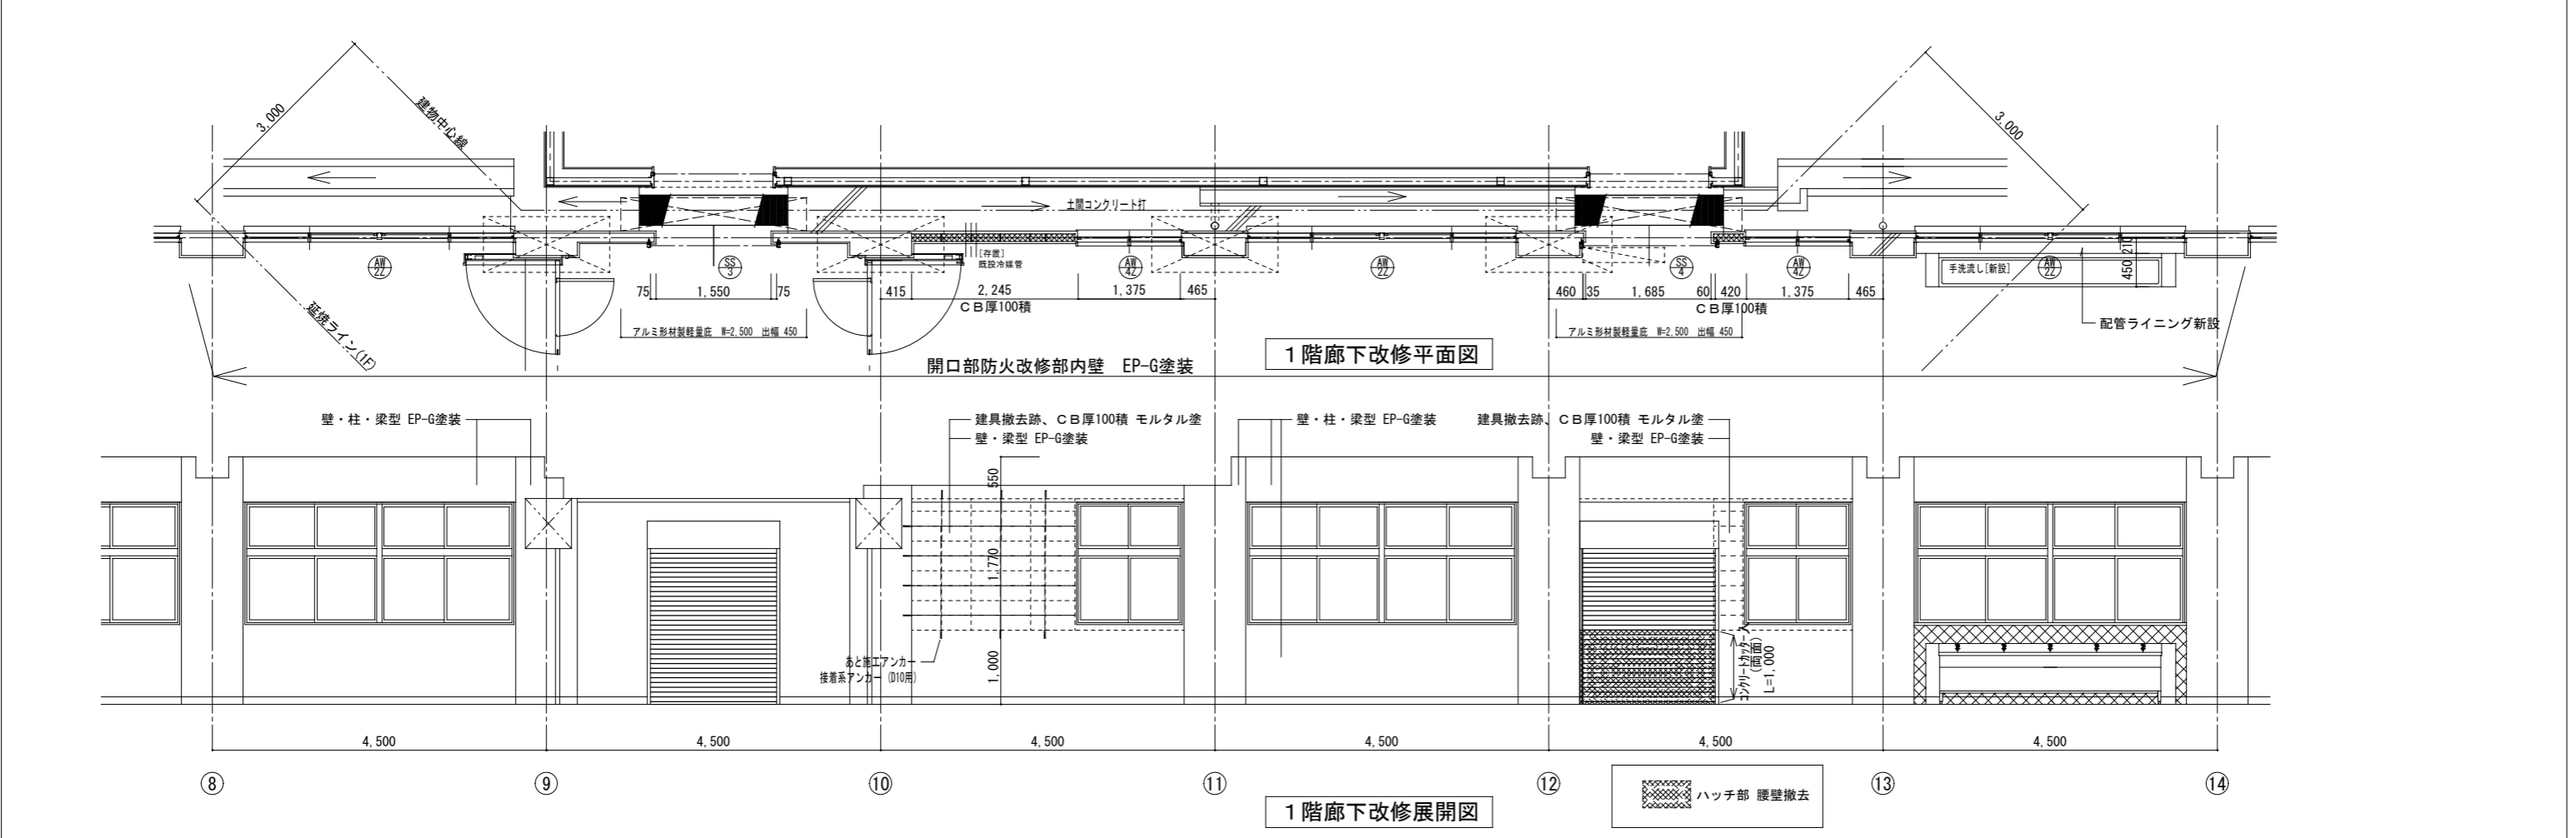 3,000
建物中心線
3,000
土間コンクリート打
[存置]
既設冷媒管
AW
2Z
SS
3
AW
4Z
AW
2Z
SS
4
AW
4Z
手洗流し[新設]
AW
2Z
450 210
75 1,550 75
415 2,245 1,375 465
460 35 1,685 60 420 1,375 465
CB厚100積
CB厚100積
延焼ライン(1F)
アルミ形材製軽量庇 W=2,500 出幅 450
アルミ形材製軽量庇 W=2,500 出幅 450
配管ライニング新設
1階廊下改修平面図
開口部防火改修部内壁 EP-G塗装
壁・柱・梁型 EP-G塗装
建具撤去跡、CB厚100積 モルタル塗
壁・梁型 EP-G塗装
壁・柱・梁型 EP-G塗装
建具撤去跡、CB厚100積 モルタル塗
壁・梁型 EP-G塗装
550
1,770
1,000
あと施工アンカー
接着系アンカー (D10用)
コンクリートカッター入
(両面)
L=1,000
4,500 4,500 4,500 4,500 4,500 4,500
8 9 10 11 12 13 14
ハッチ部 腰壁撤去
1階廊下改修展開図